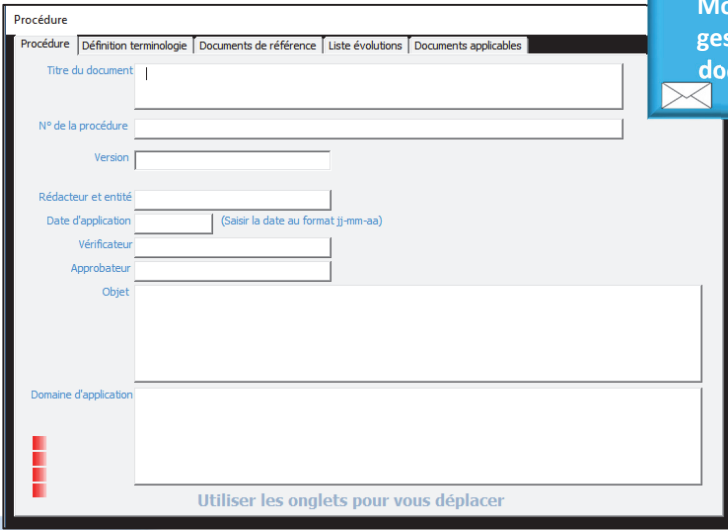 Procédure
Procédure Définition terminologie Documents de référence Liste évolutions Documents applicables
Titre du document
N° de la procédure
Version
Rédacteur et entité
Date d'application (Saisir la date au format jj-mm-aa)
Vérificateur
Approbateur
Objet
Domaine d'application
Utiliser les onglets pour vous déplacer